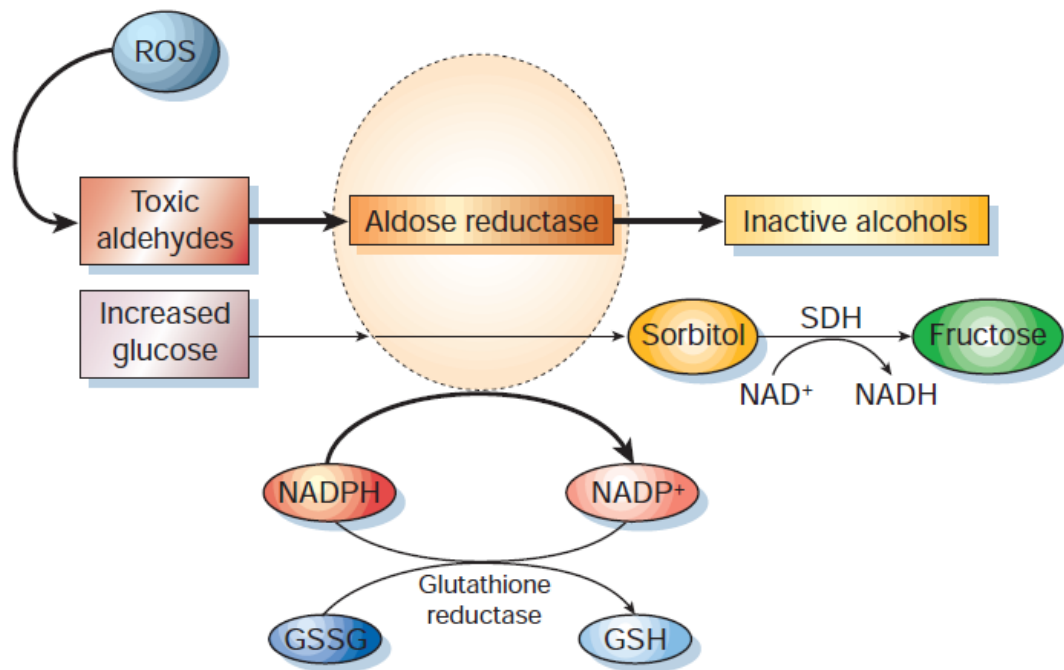 ROS
Toxic
aldehydes
Aldose reductase
Inactive alcohols
Increased
glucose
Sorbitol
SDH
Fructose
NAD⁺
NADH
NADPH
NADP⁺
Glutathione
reductase
GSSG
GSH